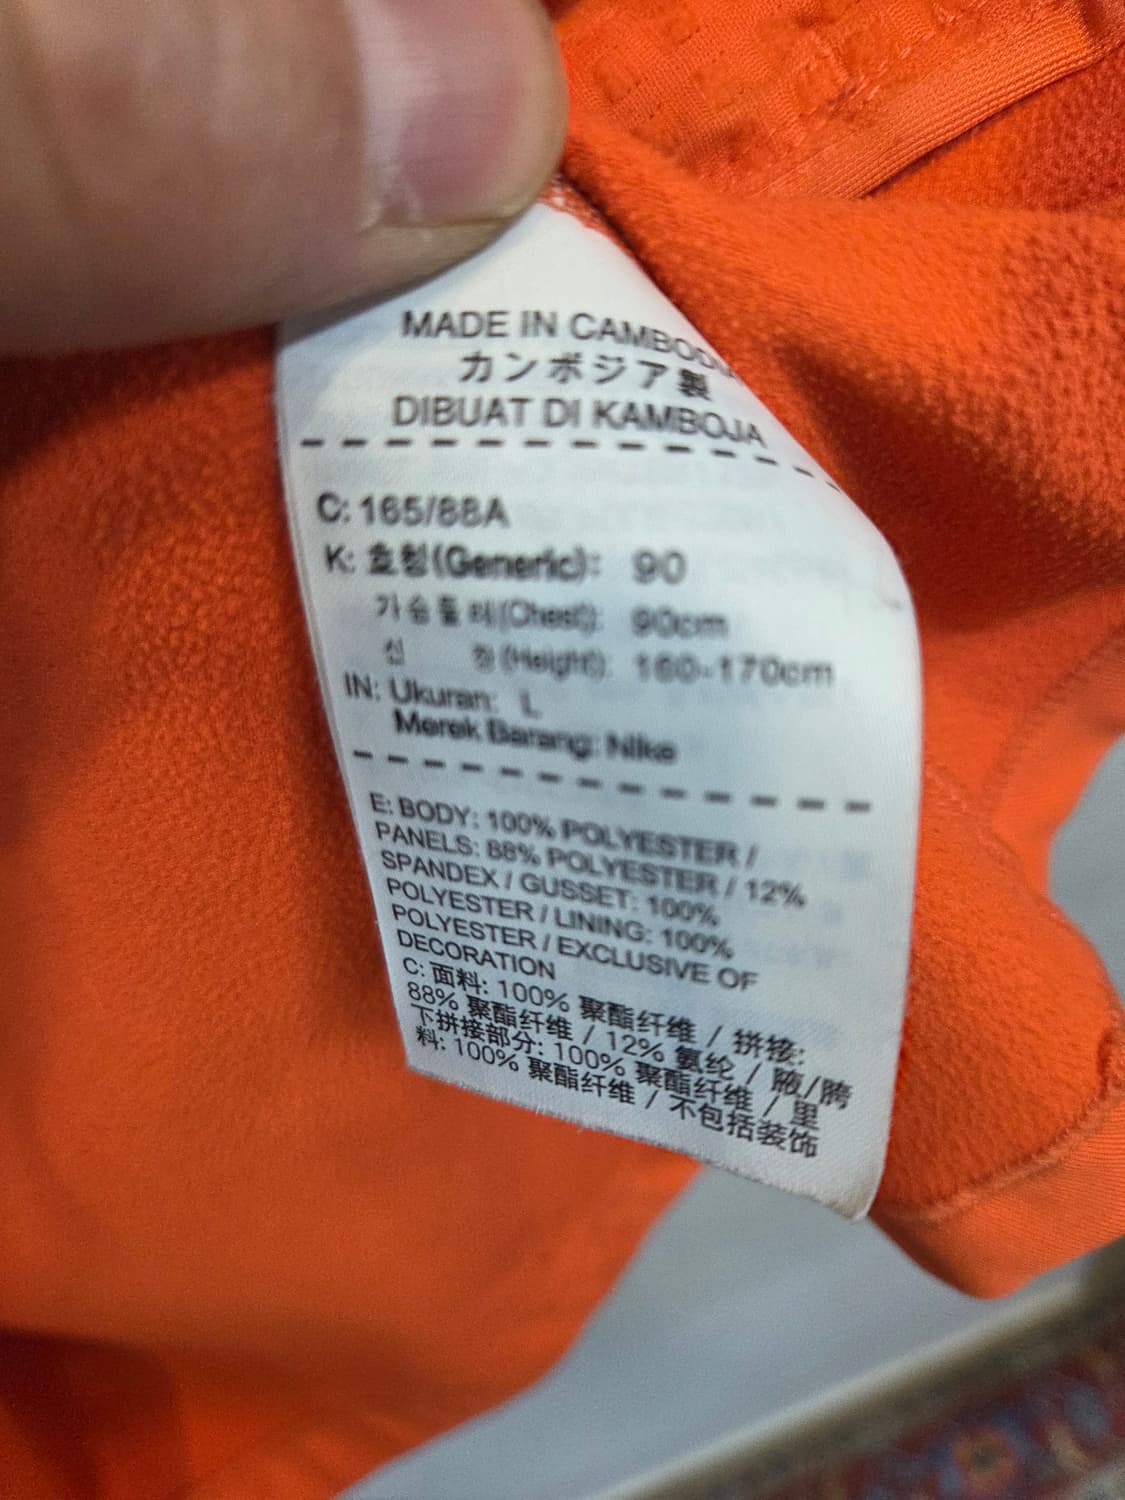 MADE IN CAMBODIA
カンボジア製
DIBUAT DI KAMBOJA
C: 165/88A
K: 호칭(Generic): 90
가슴둘레(Chest): 90cm
신 장(Height): 160-170cm
IN: Ukuran: L
Merek Barang: Nike
E: BODY: 100% POLYESTER /
PANELS: 88% POLYESTER / 12%
SPANDEX / GUSSET: 100%
POLYESTER / LINING: 100%
POLYESTER / EXCLUSIVE OF
DECORATION
C: 面料: 100% 聚酯纤维 / 拼接:
88% 聚酯纤维 / 12% 氨纶 / 腋/胯
下拼接部分: 100% 聚酯纤维 / 里
料: 100% 聚酯纤维 / 不包括装饰